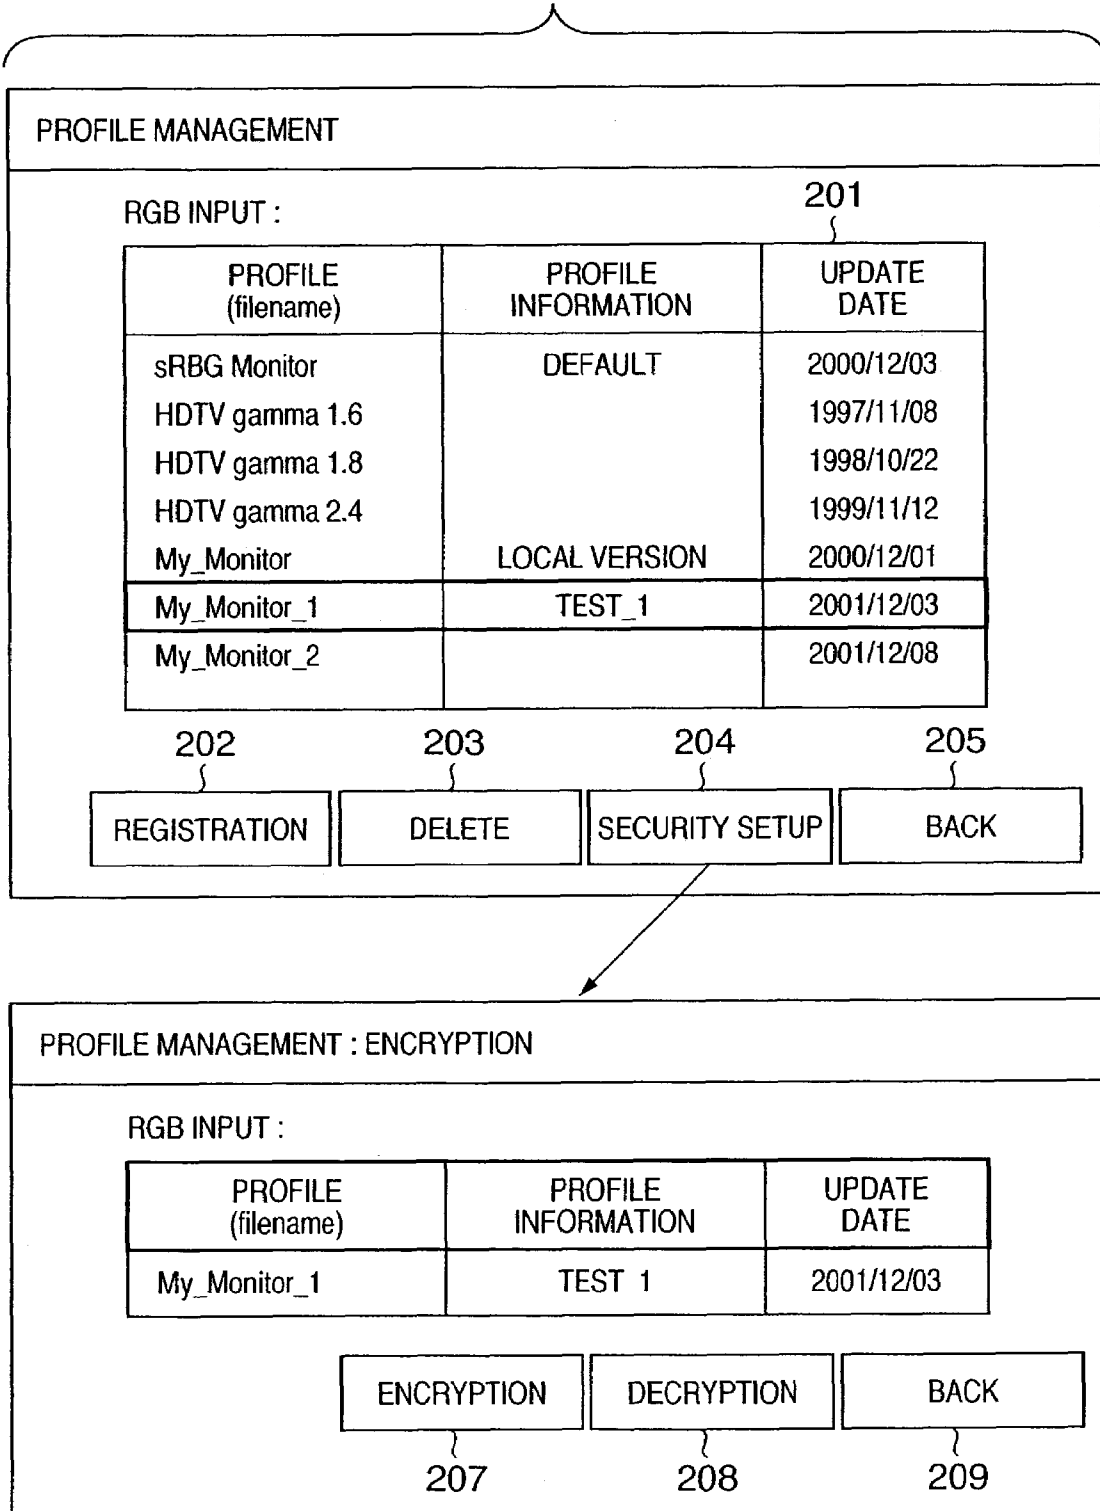 PROFILE MANAGEMENT
RGB INPUT :
201
PROFILE (filename) PROFILE INFORMATION UPDATE DATE
sRBG Monitor DEFAULT 2000/12/03
HDTV gamma 1.6 1997/11/08
HDTV gamma 1.8 1998/10/22
HDTV gamma 2.4 1999/11/12
My_Monitor LOCAL VERSION 2000/12/01
My_Monitor_1 TEST_1 2001/12/03
My_Monitor_2 2001/12/08
202 203 204 205
REGISTRATION DELETE SECURITY SETUP BACK
PROFILE MANAGEMENT : ENCRYPTION
RGB INPUT :
PROFILE (filename) PROFILE INFORMATION UPDATE DATE
My_Monitor_1 TEST 1 2001/12/03
ENCRYPTION DECRYPTION BACK
207 208 209